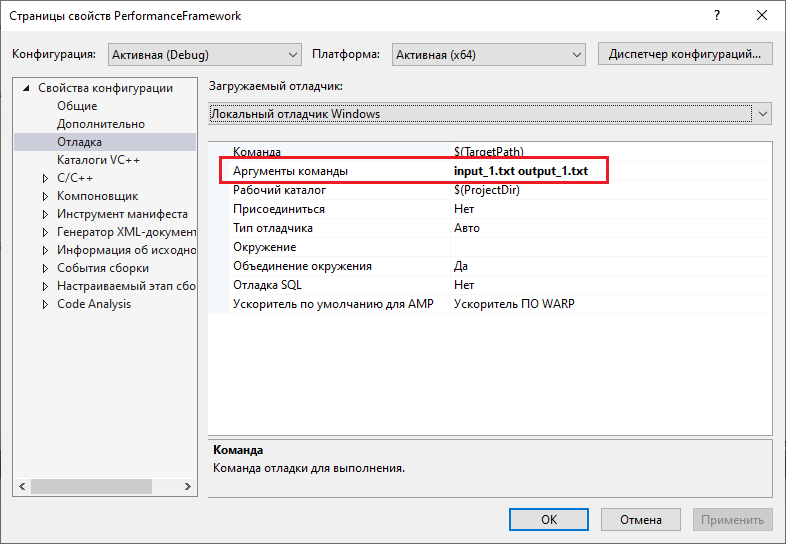 Страницы свойств PerformanceFramework
?
Конфигурация: Активная (Debug) Платформа: Активная (x64) Диспетчер конфигураций...
Свойства конфигурации
Общие
Дополнительно
Отладка
Каталоги VC++
C/C++
Компоновщик
Инструмент манифеста
Генератор XML-документ
Информация об исходно
События сборки
Настраиваемый этап сбо
Code Analysis
Загружаемый отладчик:
Локальный отладчик Windows
Команда $(TargetPath)
Аргументы команды input_1.txt output_1.txt
Рабочий каталог $(ProjectDir)
Присоединиться Нет
Тип отладчика Авто
Окружение
Объединение окружения Да
Отладка SQL Нет
Ускоритель по умолчанию для AMP Ускоритель ПО WARP
Команда
Команда отладки для выполнения.
OK Отмена Применить